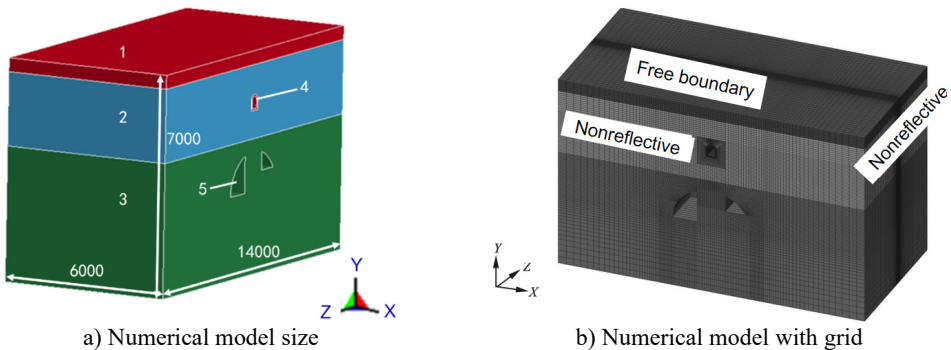 1
2
3
4
5
7000
6000
14000
Y
Z
X
a) Numerical model size
Free boundary
Nonreflective
Nonreflective
Y
Z
X
b) Numerical model with grid